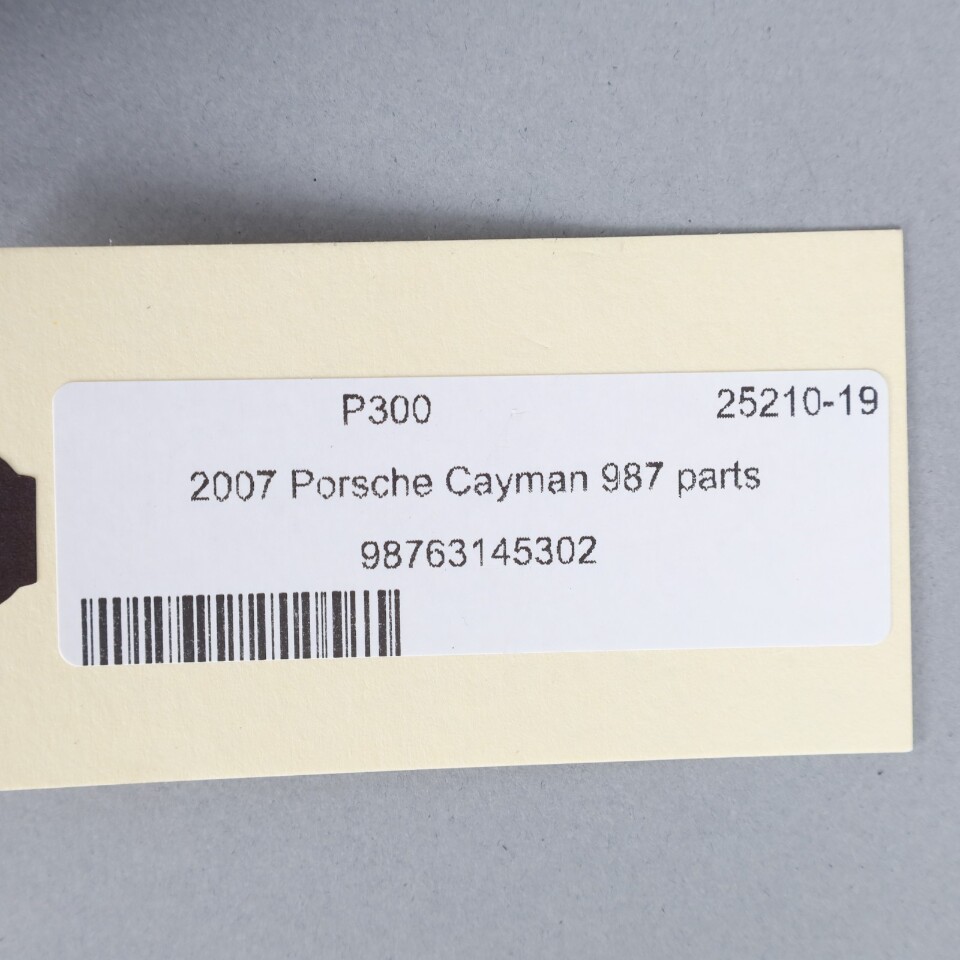 P300 25210-19
2007 Porsche Cayman 987 parts
98763145302